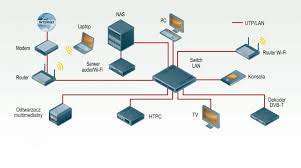 INTERNET
Laptop
NAS
PC
UTP/LAN
Modem
Serwer
audio/Wi-Fi
Switch
LAN
Router Wi-Fi
Router
Konsola
Odtwarzacz
multimedialny
HTPC
TV
Dekoder
DVB-T